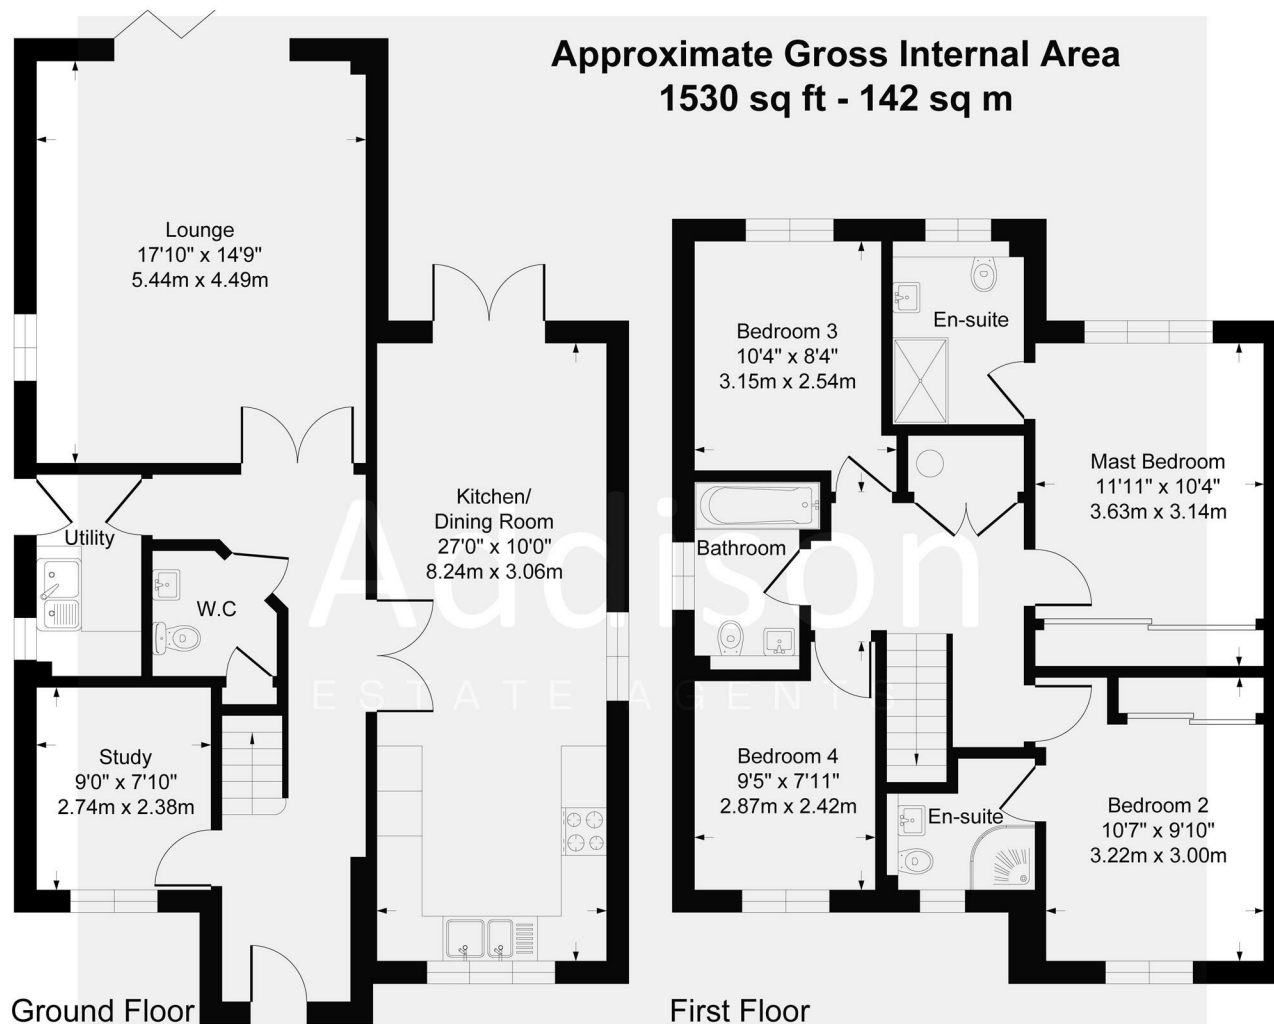 Approximate Gross Internal Area
1530 sq ft - 142 sq m
Lounge
17'10" x 14'9"
5.44m x 4.49m
Kitchen/
Dining Room
27'0" x 10'0"
8.24m x 3.06m
Utility
W.C
Study
9'0" x 7'10"
2.74m x 2.38m
Ground Floor
Bedroom 3
10'4" x 8'4"
3.15m x 2.54m
En-suite
Mast Bedroom
11'11" x 10'4"
3.63m x 3.14m
Bathroom
Bedroom 4
9'5" x 7'11"
2.87m x 2.42m
En-suite
Bedroom 2
10'7" x 9'10"
3.22m x 3.00m
First Floor
Addison
ESTATE AGENTS